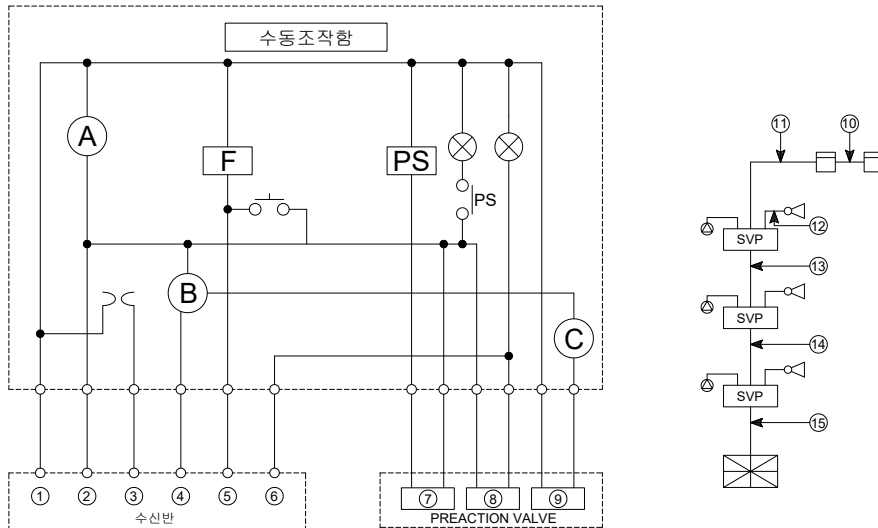 수동조작함
⑪ ⑩
A
F
PS
PS
⑫
SVP
⑬
B
SVP
C
⑭
SVP
⑮
① ② ③ ④ ⑤ ⑥
수신반
⑦ ⑧ ⑨
PREACTION VALVE